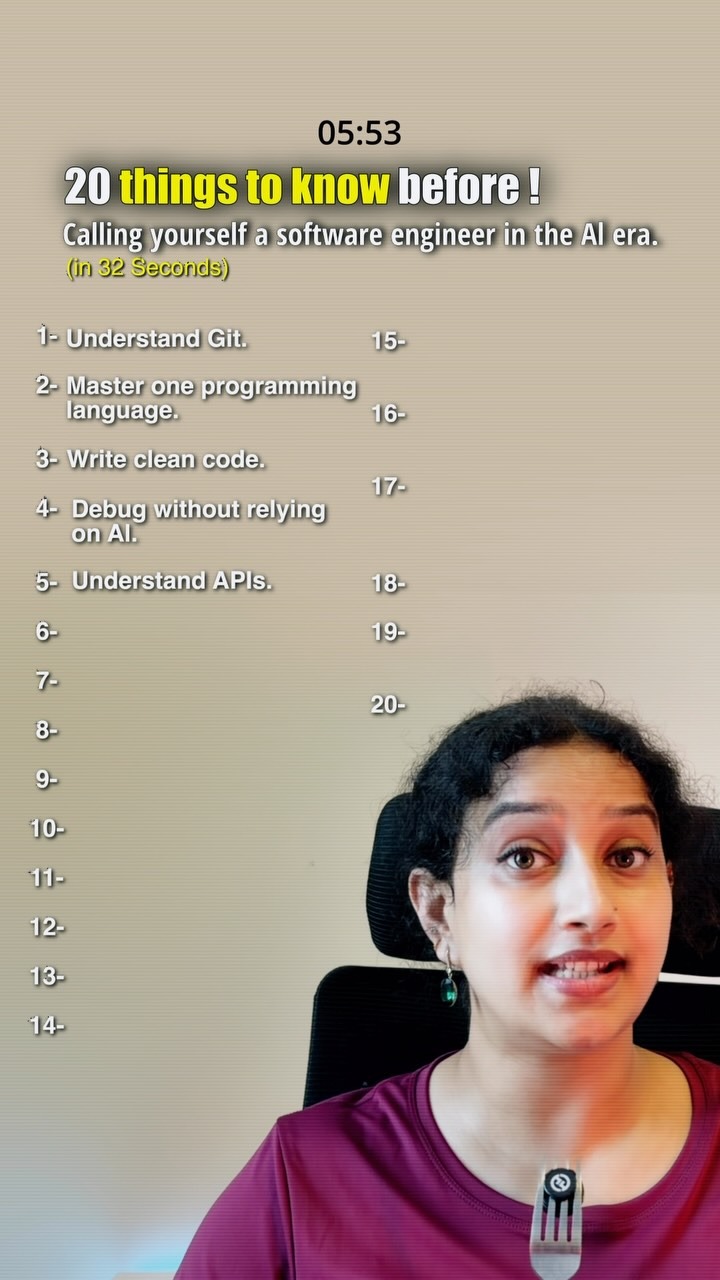 05:53
20 things to know before !
Calling yourself a software engineer in the AI era.
(in 32 Seconds)
1- Understand Git.
2- Master one programming
language.
3- Write clean code.
4- Debug without relying
on AI.
5- Understand APIs.
6-
7-
8-
9-
10-
11-
12-
13-
14-
15-
16-
17-
18-
19-
20-